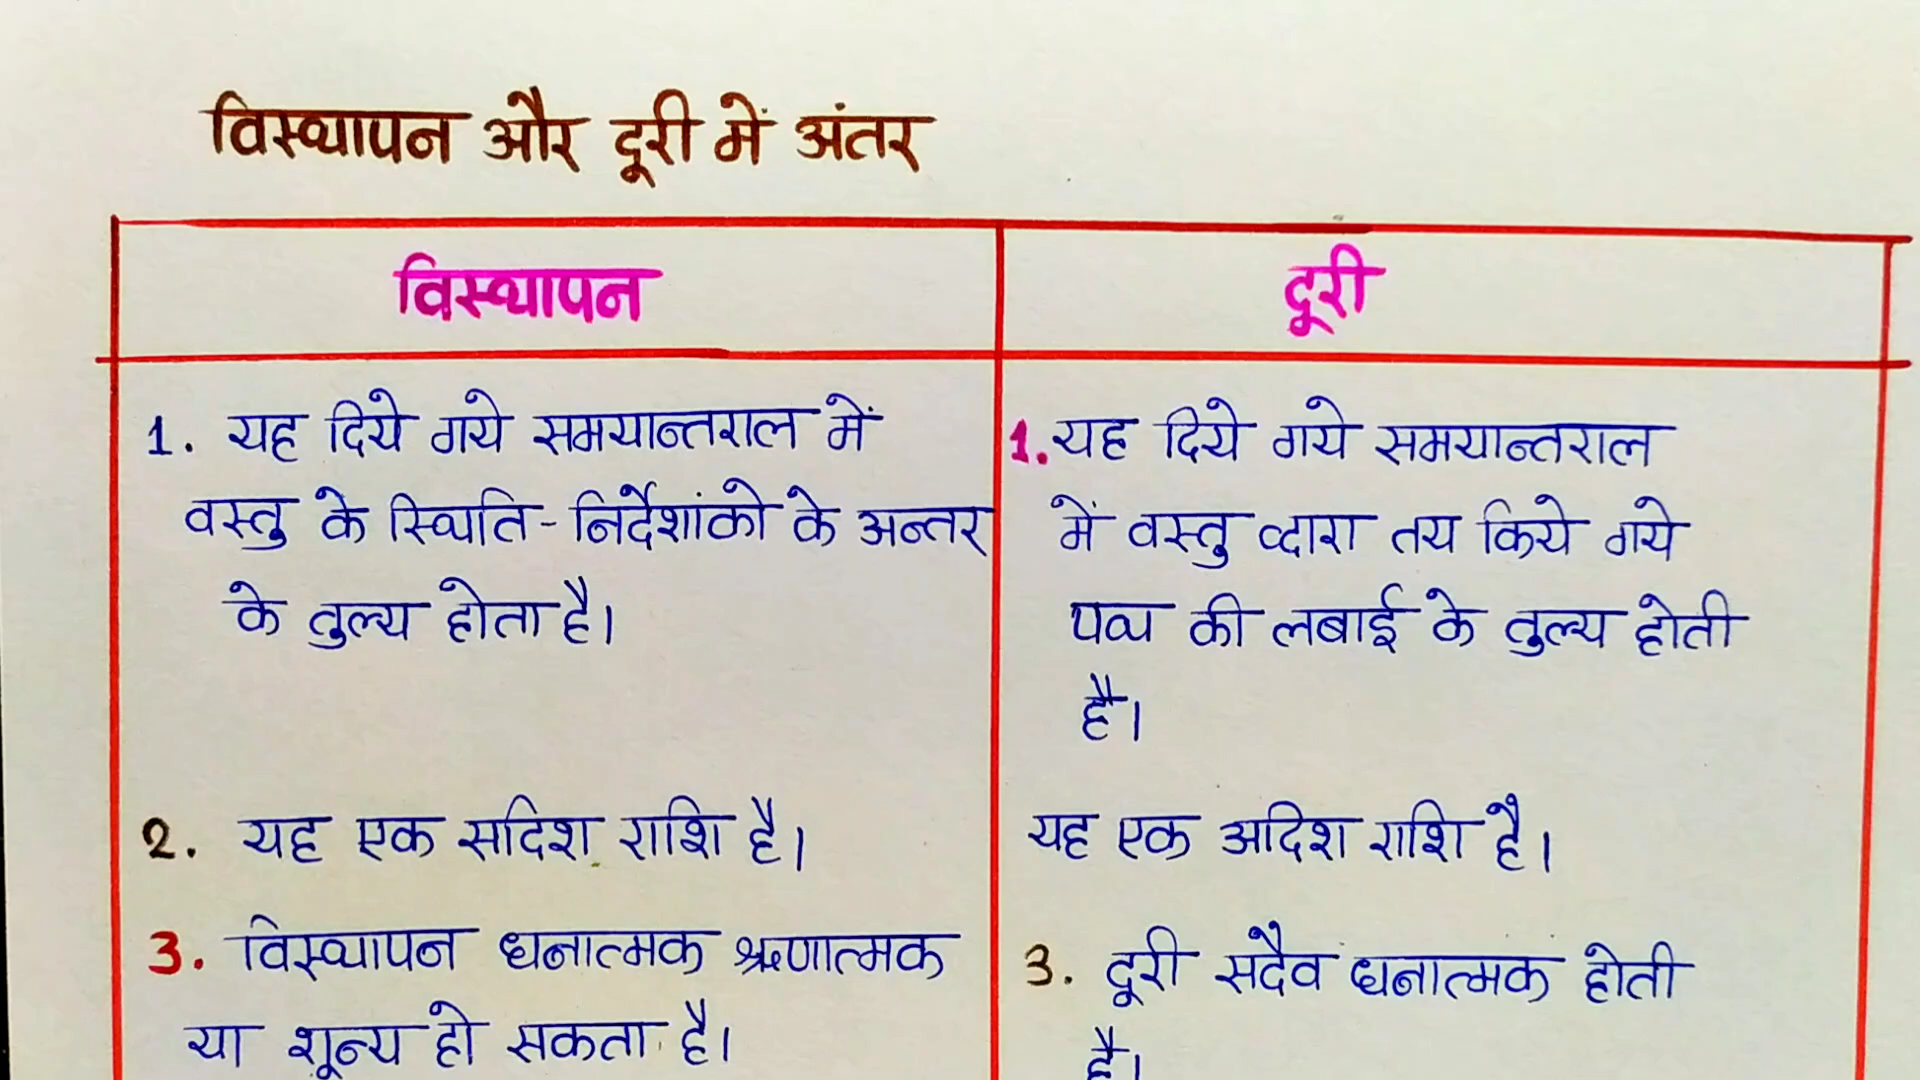 विस्थापन और दूरी में अंतर
विस्थापन
दूरी
1. यह दिये गये समयान्तराल में
वस्तु के स्थिति-निर्देशांको के अन्तर
के तुल्य होता है।
1. यह दिये गये समयान्तराल
में वस्तु द्वारा तय किये गये
पथ की लबाई के तुल्य होती
है।
2. यह एक सदिश राशि है।
यह एक अदिश राशि है।
3. विस्थापन धनात्मक ऋणात्मक
या शून्य हो सकता है।
3. दूरी सदैव धनात्मक होती
है।